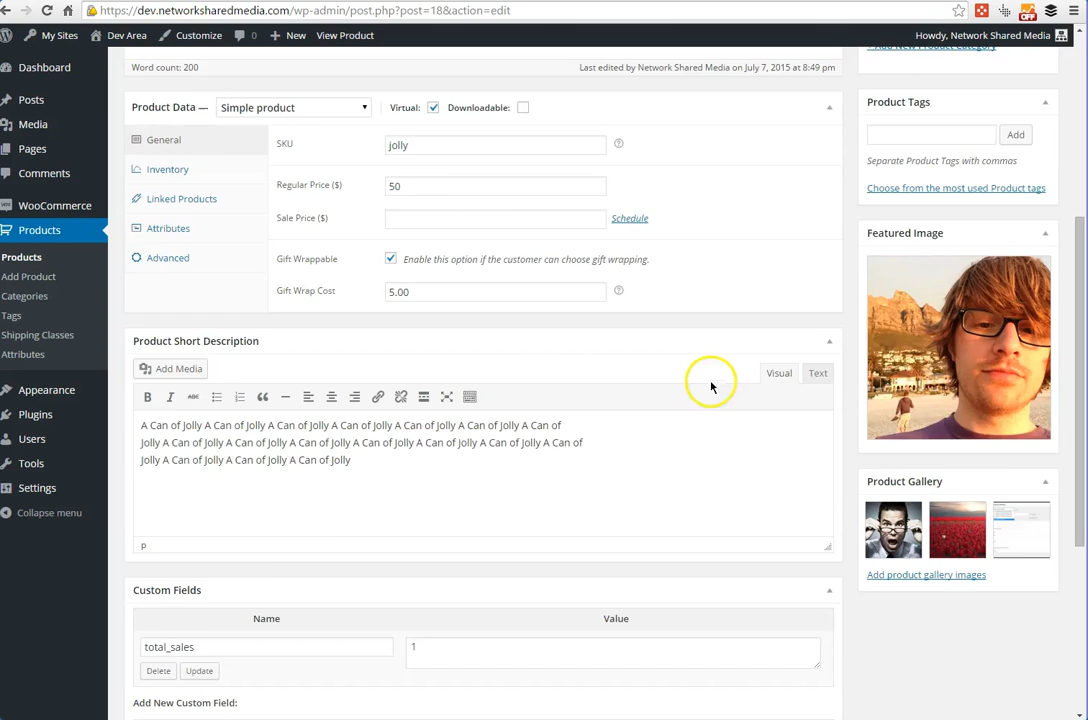 https://dev.networksharedmedia.com/wp-admin/post.php?post=18&action=edit
OFF
My Sites
Dev Area
Customize
0
New
View Product
Howdy, Network Shared Media
Dashboard
Posts
Media
Pages
Comments
WooCommerce
Products
Products
Add Product
Categories
Tags
Shipping Classes
Attributes
Appearance
Plugins
Users
Tools
Settings
Collapse menu
Word count: 200
Last edited by Network Shared Media on July 7, 2015 at 8:49 pm
Product Data —
Simple product
Virtual:
Downloadable:
General
Inventory
Linked Products
Attributes
Advanced
SKU
jolly
Regular Price ($)
50
Sale Price ($)
Schedule
Gift Wrappable
Enable this option if the customer can choose gift wrapping.
Gift Wrap Cost
5.00
Product Short Description
Add Media
Visual
Text
B I ABC
A Can of Jolly A Can of Jolly A Can of Jolly A Can of Jolly A Can of Jolly A Can of Jolly A Can of
Jolly A Can of Jolly A Can of Jolly A Can of Jolly A Can of Jolly A Can of Jolly A Can of Jolly A Can of
Jolly A Can of Jolly A Can of Jolly A Can of Jolly
P
Custom Fields
Name
Value
total_sales
1
Delete
Update
Add New Custom Field:
+ Add New Product Category
Product Tags
Add
Separate Product Tags with commas
Choose from the most used Product tags
Featured Image
Product Gallery
Add product gallery images